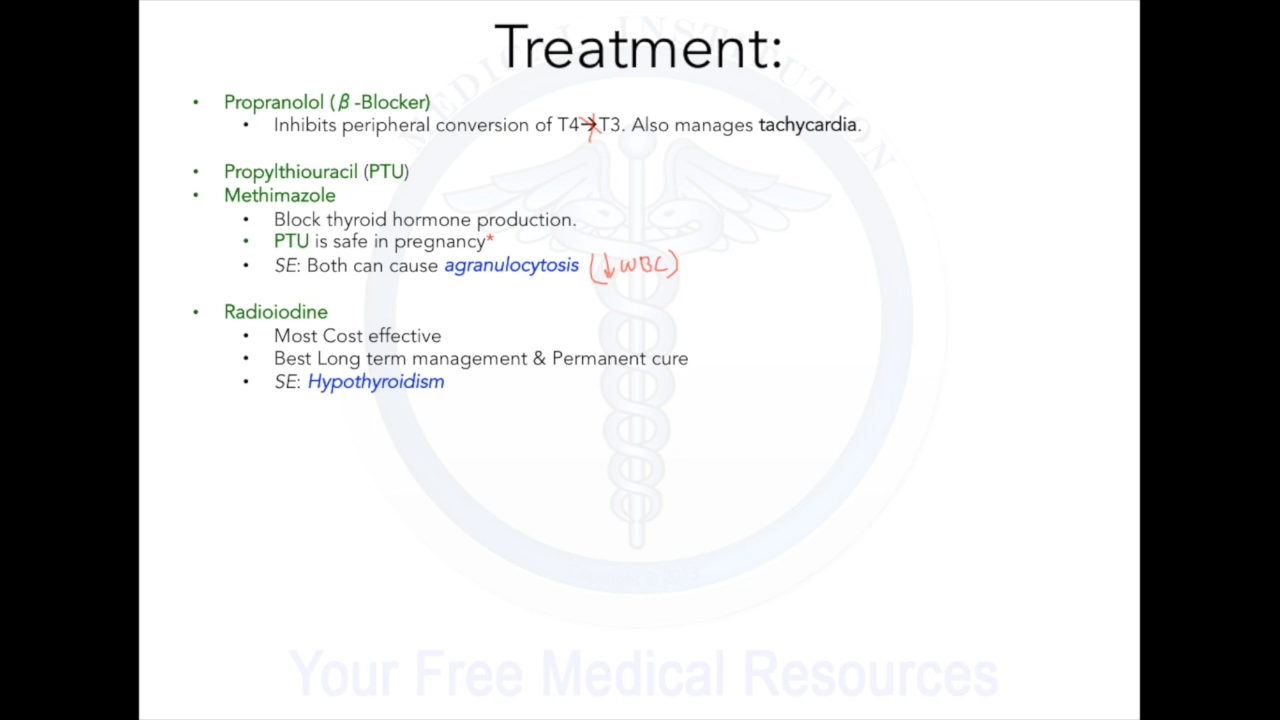 Treatment:
• Propranolol (β-Blocker)
• Inhibits peripheral conversion of T4→T3. Also manages tachycardia.
• Propylthiouracil (PTU)
• Methimazole
• Block thyroid hormone production.
• PTU is safe in pregnancy*
• SE: Both can cause agranulocytosis (↓ WBC)
• Radioiodine
• Most Cost effective
• Best Long term management & Permanent cure
• SE: Hypothyroidism
MEDICAL INSTITUTION
Your Free Medical Resources